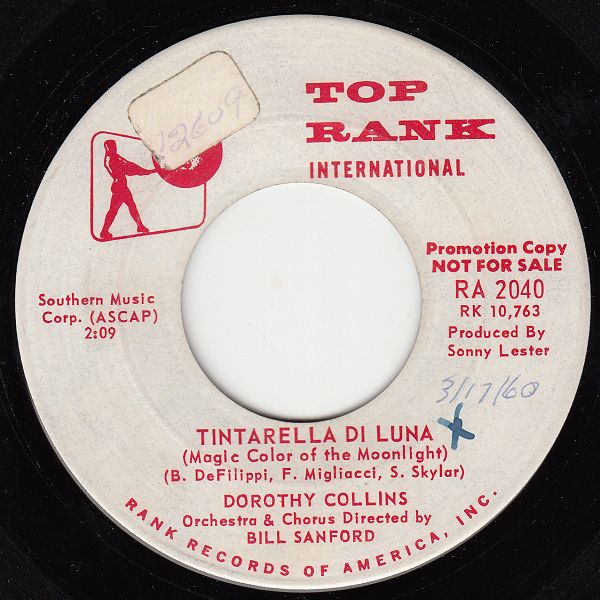 12609
TOP
RANK
INTERNATIONAL
Southern Music
Corp. (ASCAP)
2:09
Promotion Copy
NOT FOR SALE
RA 2040
RK 10,763
Produced By
Sonny Lester
3/17/60
TINTARELLA DI LUNA
(Magic Color of the Moonlight)
(B. DeFilippi, F. Migliacci, S. Skylar)
DOROTHY COLLINS
Orchestra & Chorus Directed by
BILL SANFORD
RANK RECORDS OF AMERICA, INC.